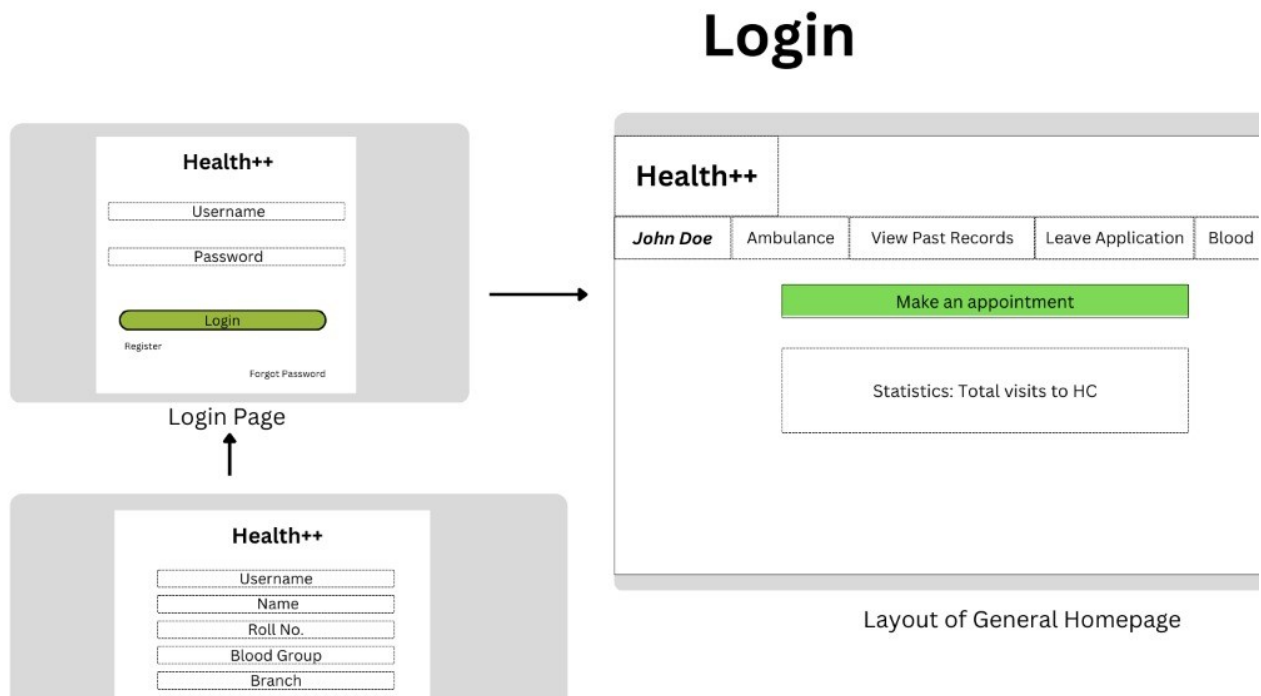 Login
Health++
Username
Password
Login
Register
Forgot Password
Login Page
Health++
John Doe Ambulance View Past Records Leave Application Blood
Make an appointment
Statistics: Total visits to HC
Layout of General Homepage
Health++
Username
Name
Roll No.
Blood Group
Branch